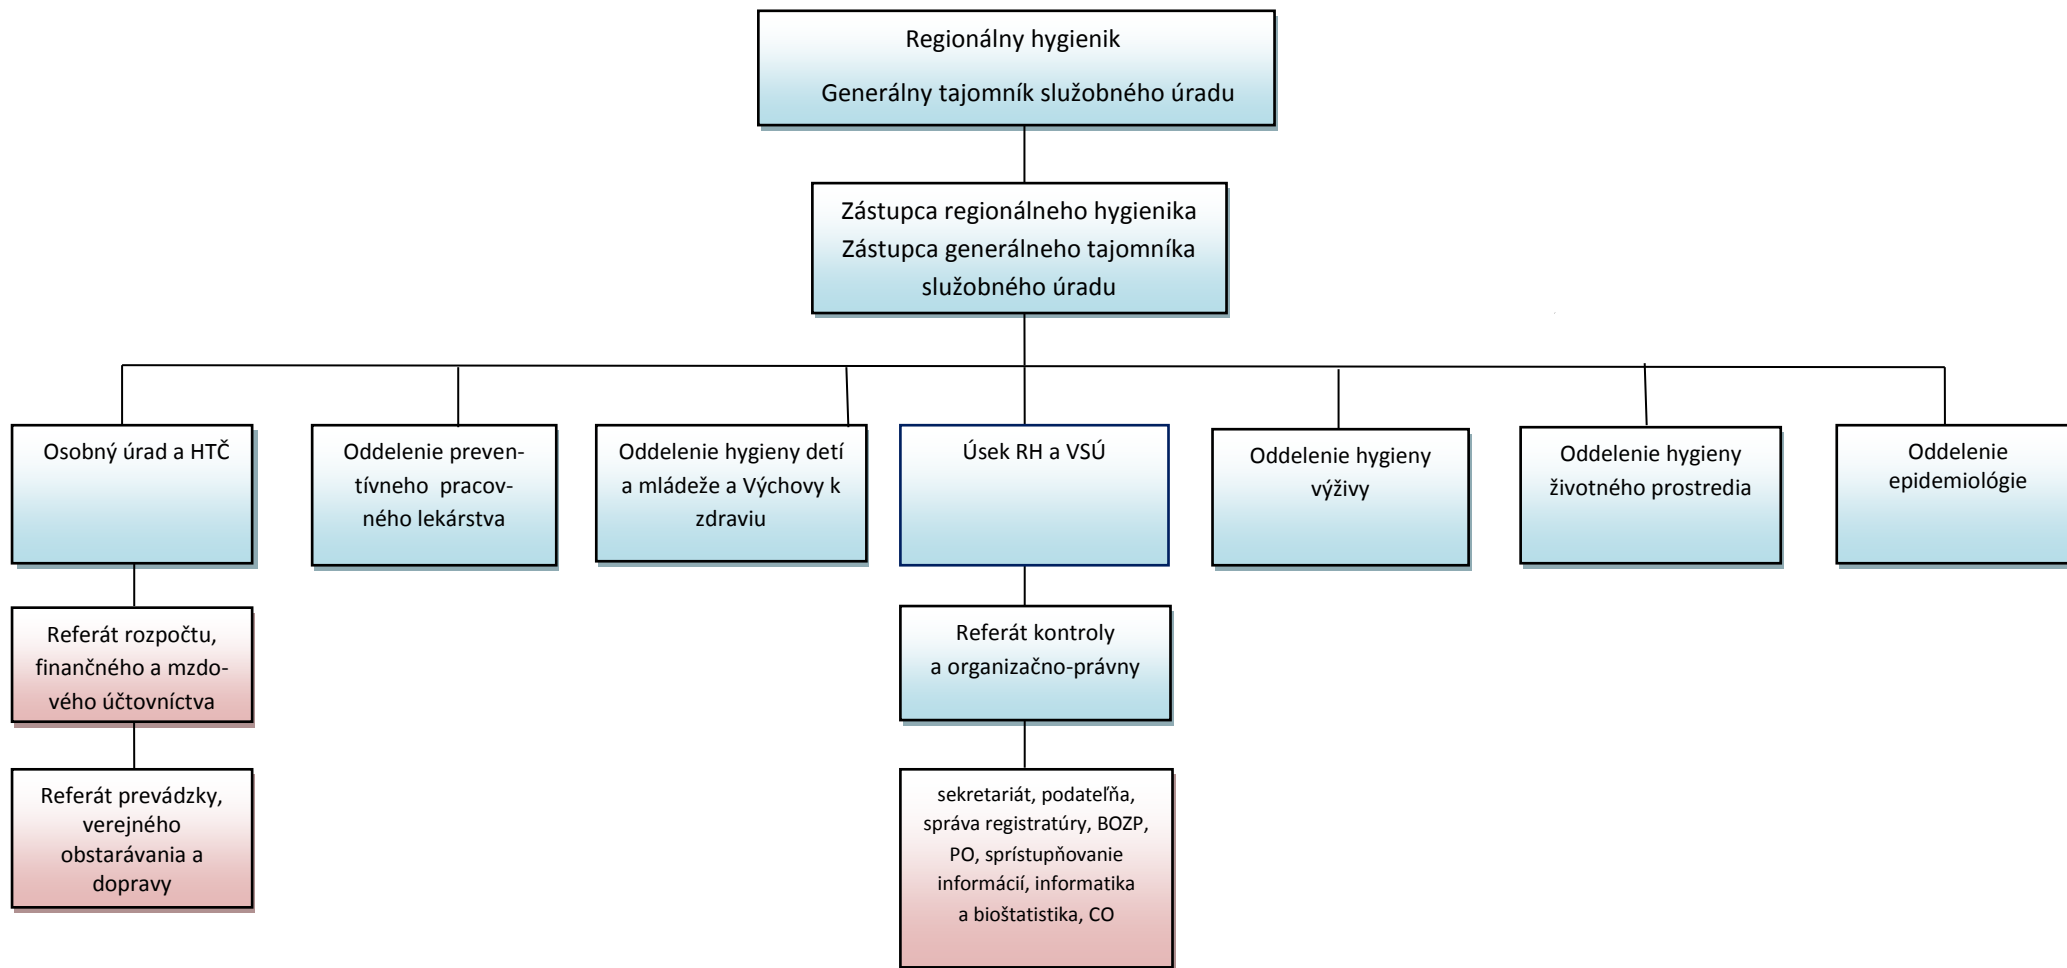 Regionálny hygienik
Generálny tajomník služobného úradu
Zástupca regionálneho hygienika
Zástupca generálneho tajomníka
služobného úradu
Osobný úrad a HTČ
Oddelenie preven-
tívneho pracov-
ného lekárstva
Oddelenie hygieny detí
a mládeže a Výchovy k
zdraviu
Úsek RH a VSÚ
Oddelenie hygieny
výživy
Oddelenie hygieny
životného prostredia
Oddelenie
epidemiológie
Referát rozpočtu,
finančného a mzdo-
vého účtovníctva
Referát kontroly
a organizačno-právny
Referát prevádzky,
verejného
obstarávania a
dopravy
sekretariát, podateľňa,
správa registratúry, BOZP,
PO, sprístupňovanie
informácií, informatika
a bioštatistika, CO